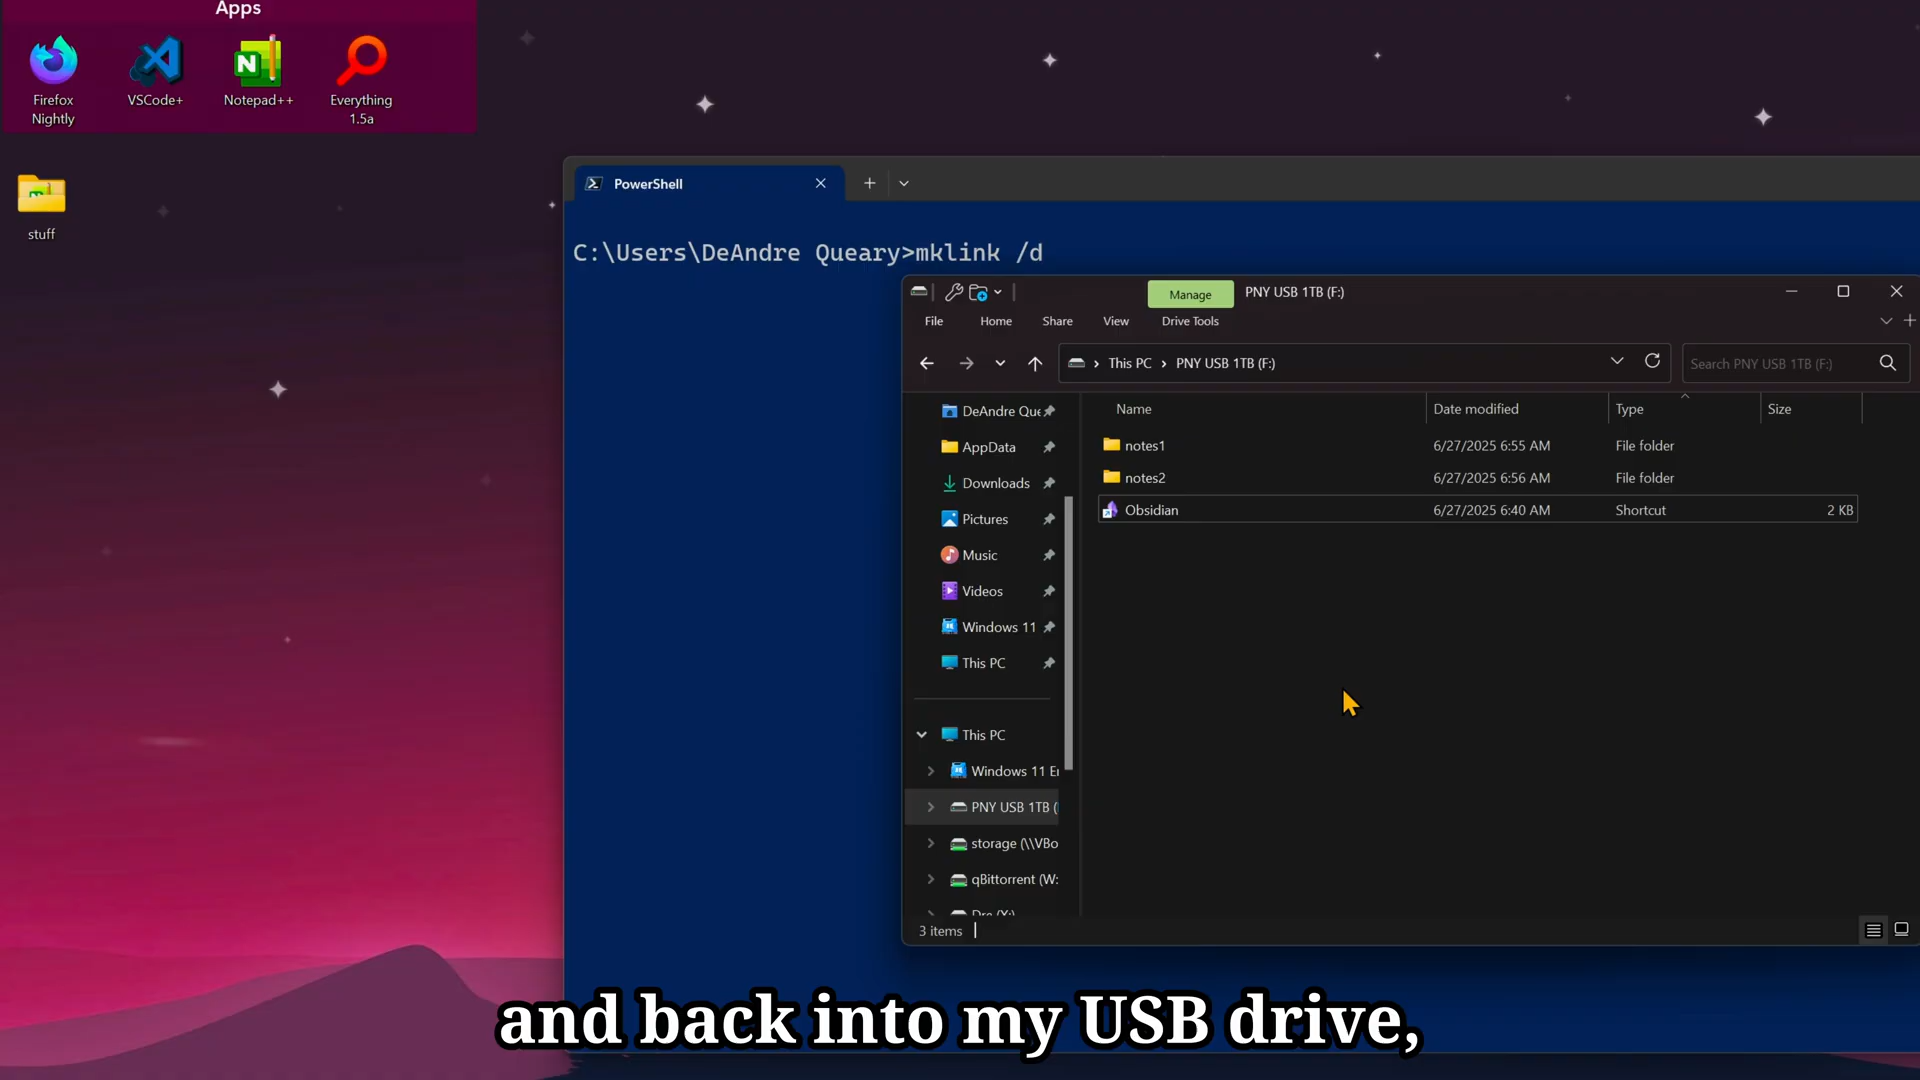 Apps
Firefox Nightly
VSCode+
Notepad++
Everything 1.5a
stuff
PowerShell
C:\Users\DeAndre Queary>mklink /d
Manage
PNY USB 1TB (F:)
File
Home
Share
View
Drive Tools
This PC
PNY USB 1TB (F:)
Search PNY USB 1TB (F:)
Name
Date modified
Type
Size
DeAndre Que
AppData
Downloads
Pictures
Music
Videos
Windows 11
This PC
notes1 6/27/2025 6:55 AM File folder
notes2 6/27/2025 6:56 AM File folder
Obsidian 6/27/2025 6:40 AM Shortcut 2 KB
This PC
Windows 11 En
PNY USB 1TB (
storage (\\VBo
qBittorrent (W:
Dre (X:)
3 items
and back into my USB drive,